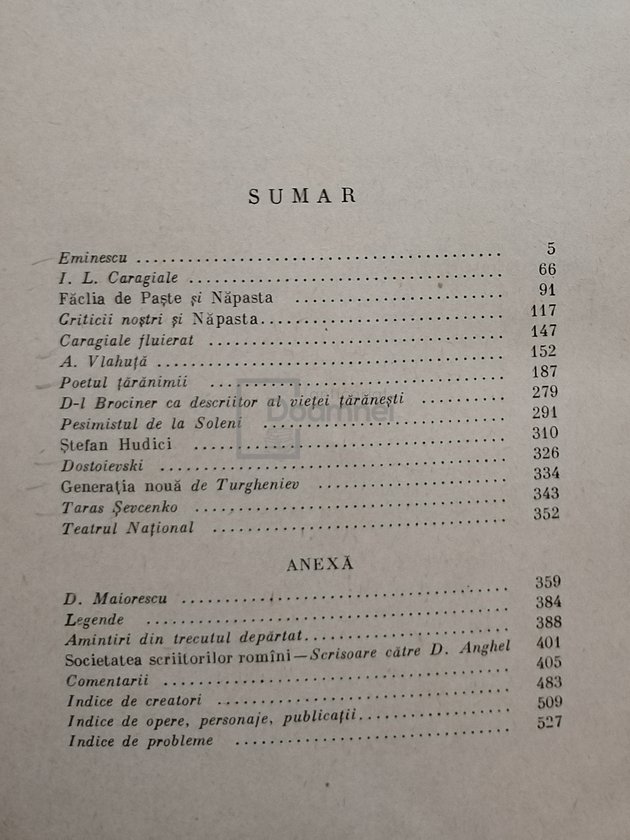 SUMAR
Eminescu 5
I. L. Caragiale 66
Făclia de Paște și Năpasta 91
Criticii noștri și Năpasta 117
Caragiale fluierat 147
A. Vlahuță 152
Poetul țărănimii 187
D-l Brociner ca descriitor al vieței țărănești 279
Pesimistul de la Soleni 291
Ștefan Hudici 310
Dostoievski 326
Generația nouă de Turgheniev 334
Taras Șevcenko 343
Teatrul Național 352
ANEXĂ
D. Maiorescu 359
Legende 384
Amintiri din trecutul depărtat 388
Societatea scriitorilor romîni—Scrisoare către D. Anghel 401
Comentarii 405
Indice de creatori 483
Indice de opere, personaje, publicații 509
Indice de probleme 527